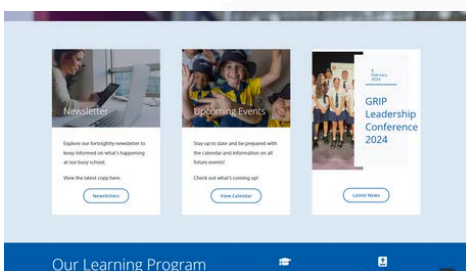 Newsletter
Explore our fortnightly newsletter to
keep informed on what's happening
at our busy school.
View the latest copy here.
Newsletters
Upcoming Events
Stay up to date and be prepared with
the calendar and information on all
future events!
Check out what's coming up!
View Calendar
9
February
2024
GRIP
Leadership
Conference
2024
Latest News
Our Learning Program